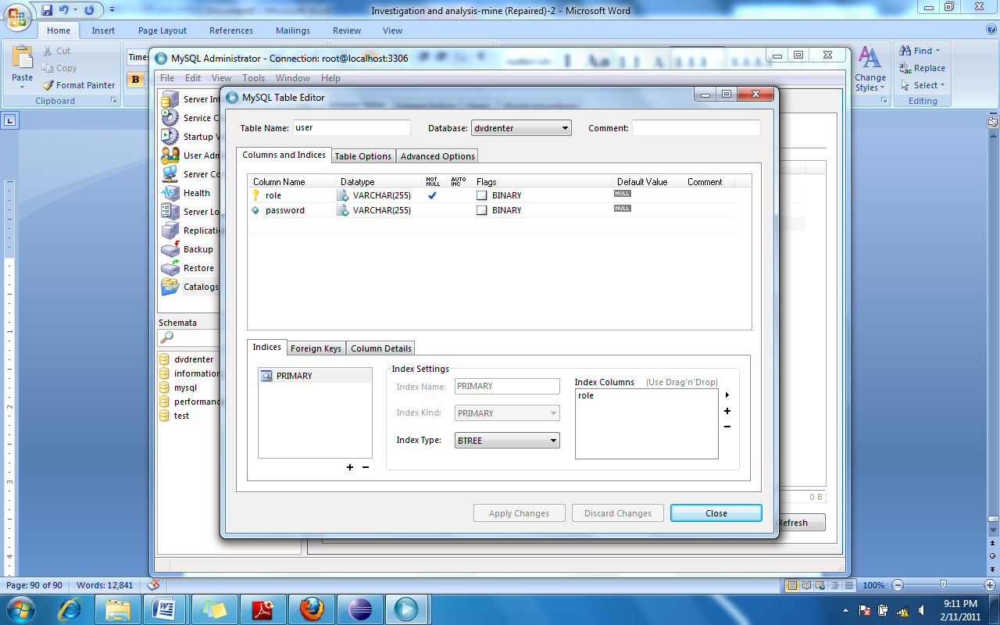 Investigation and analysis-mine (Repaired)-2 - Microsoft Word
Home Insert Page Layout References Mailings Review View
Cut
Copy
Format Painter
Paste
Clipboard
Times
B
Change Styles
Find
Replace
Select
Editing
MySQL Administrator - Connection: root@localhost:3306
File Edit View Tools Window Help
Server In
Service C
Startup V
User Adm
Server Co
Health
Server Lo
Replicatio
Backup
Restore
Catalogs
Schemata
dvdrenter
information
mysql
performanc
test
MySQL Table Editor
Table Name: user Database: dvdrenter Comment:
Columns and Indices Table Options Advanced Options
Column Name Datatype NOT NULL AUTO INC Flags Default Value Comment
role VARCHAR(255) BINARY NULL
password VARCHAR(255) BINARY NULL
Indices Foreign Keys Column Details
PRIMARY
Index Settings
Index Name: PRIMARY
Index Kind: PRIMARY
Index Type: BTREE
Index Columns (Use Drag'n'Drop)
role
Apply Changes Discard Changes Close
0 B
Refresh
Page: 90 of 90 Words: 12,841 100%
9:11 PM
2/11/2011